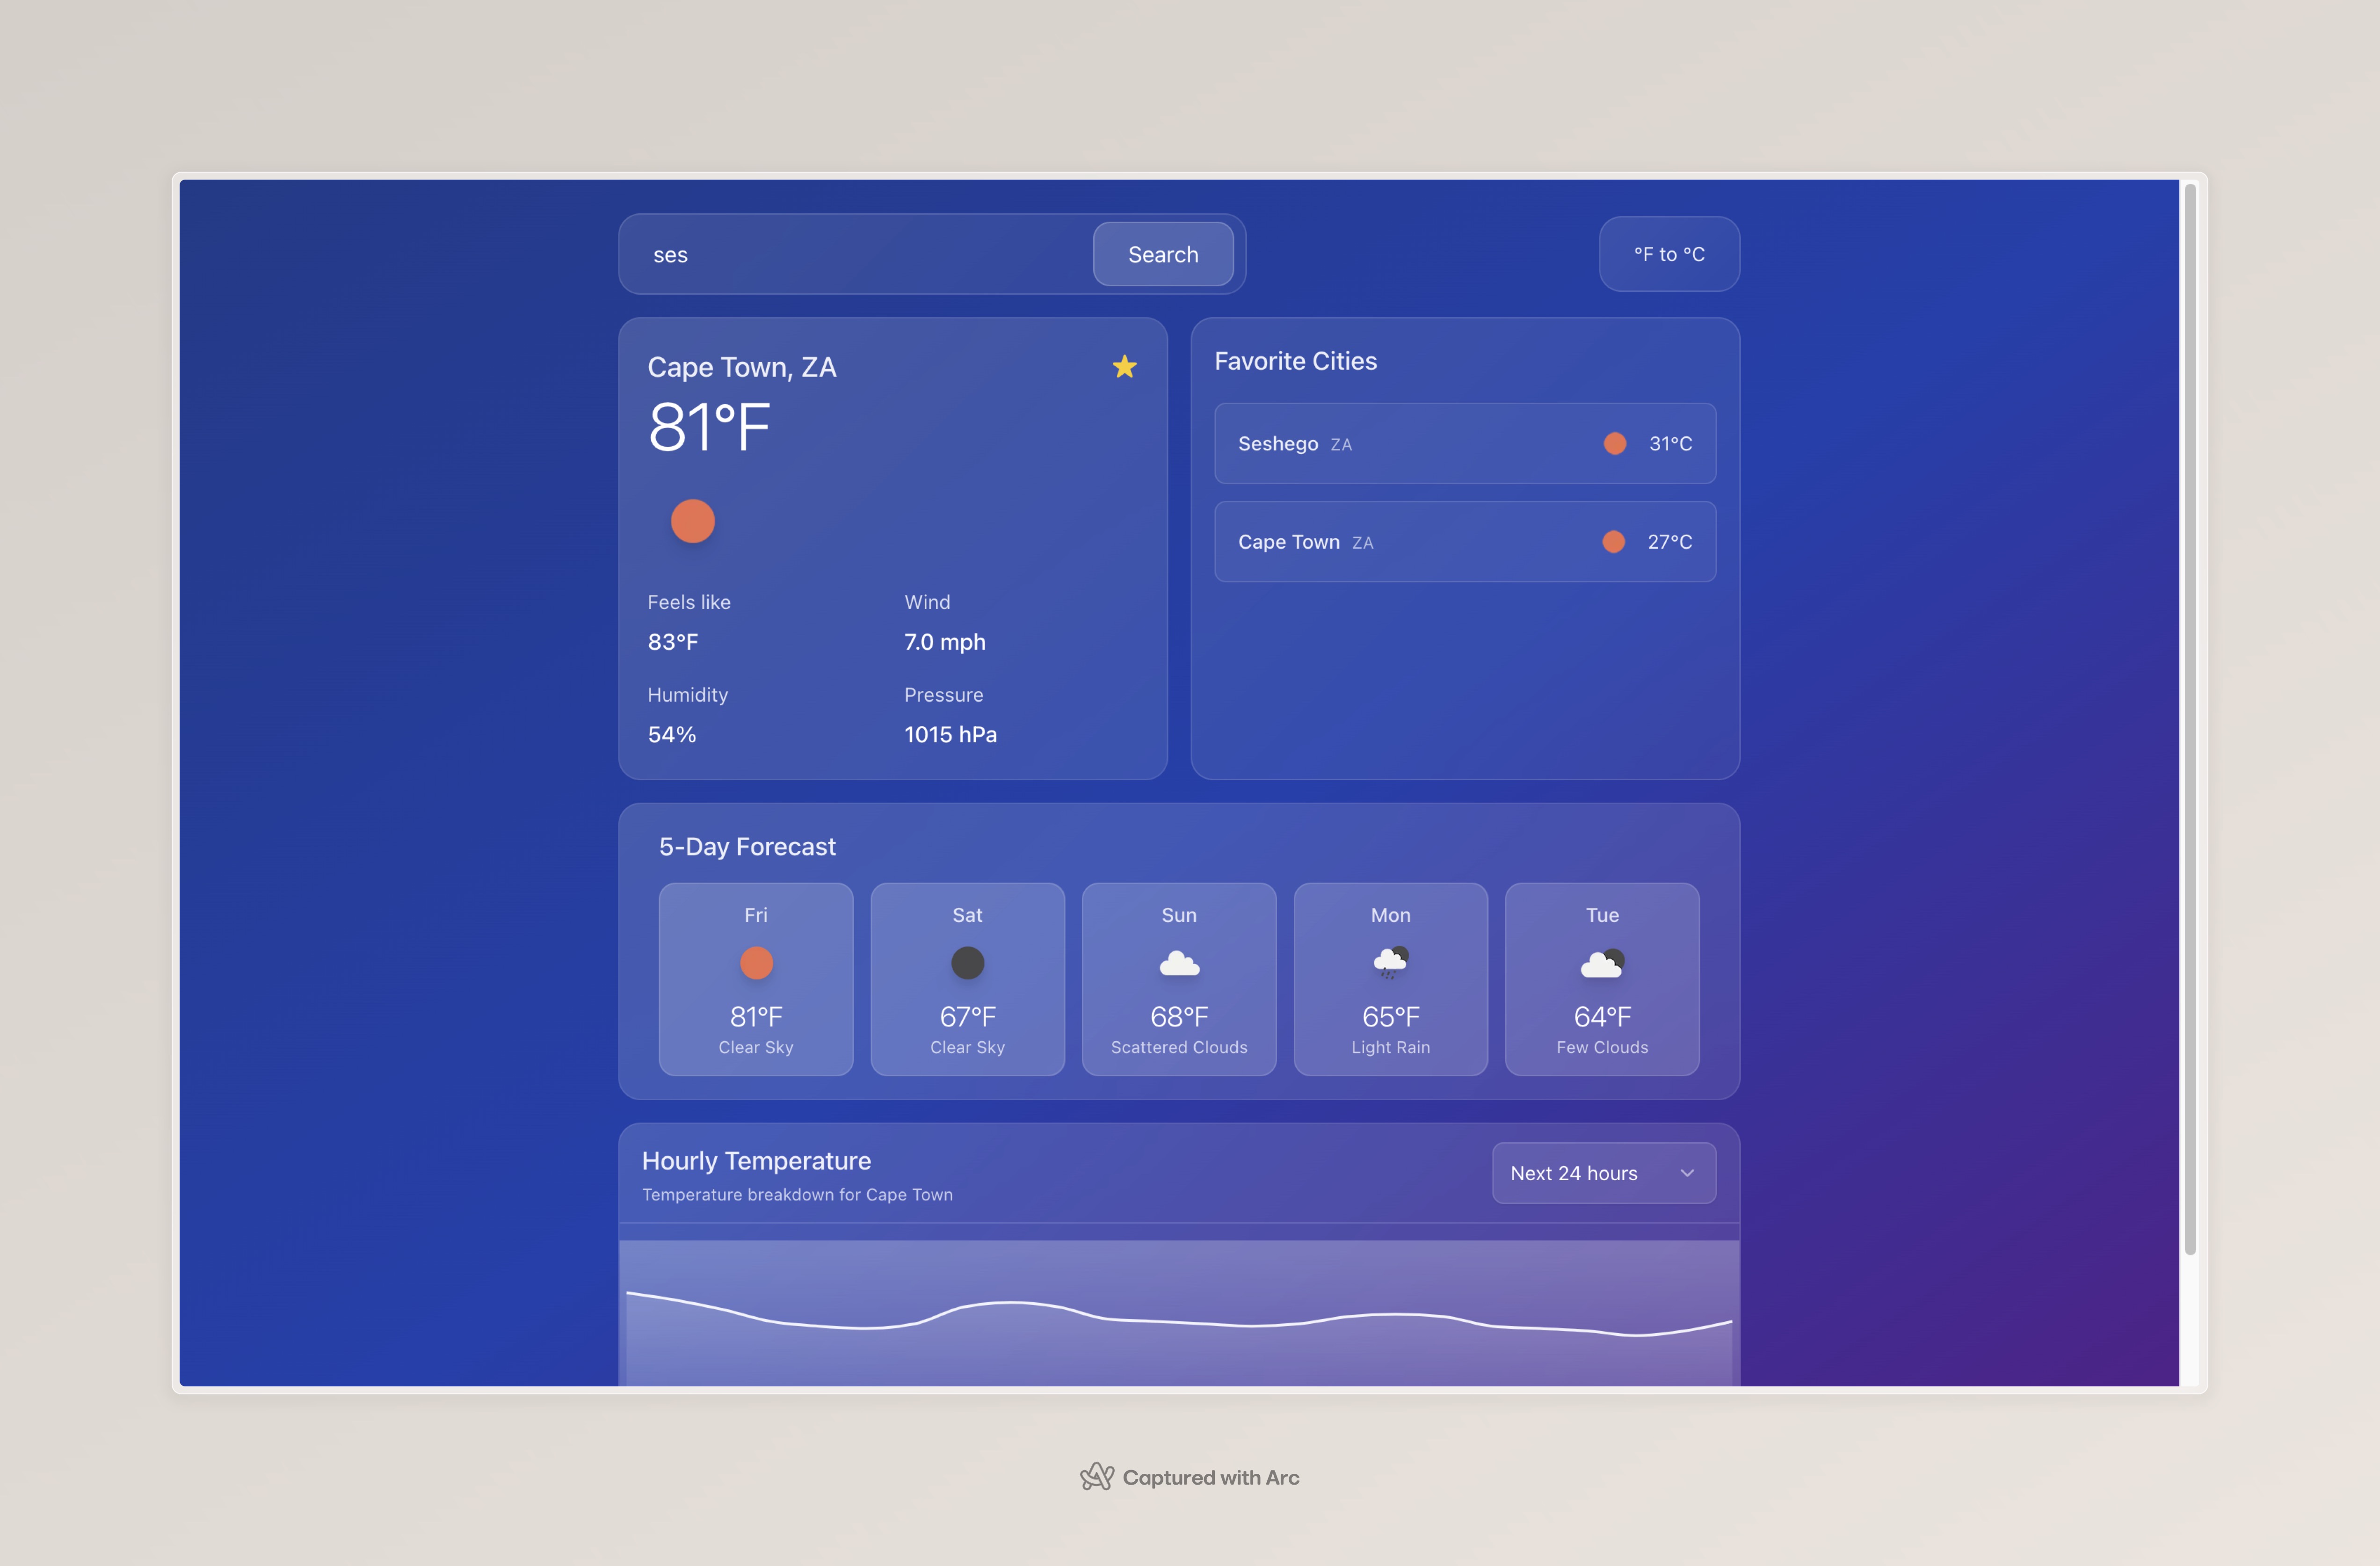 ses
Search
°F to °C
Cape Town, ZA
81°F
Feels like
83°F
Wind
7.0 mph
Humidity
54%
Pressure
1015 hPa
Favorite Cities
Seshego ZA 31°C
Cape Town ZA 27°C
5-Day Forecast
Fri
81°F
Clear Sky
Sat
67°F
Clear Sky
Sun
68°F
Scattered Clouds
Mon
65°F
Light Rain
Tue
64°F
Few Clouds
Hourly Temperature
Temperature breakdown for Cape Town
Next 24 hours
Captured with Arc